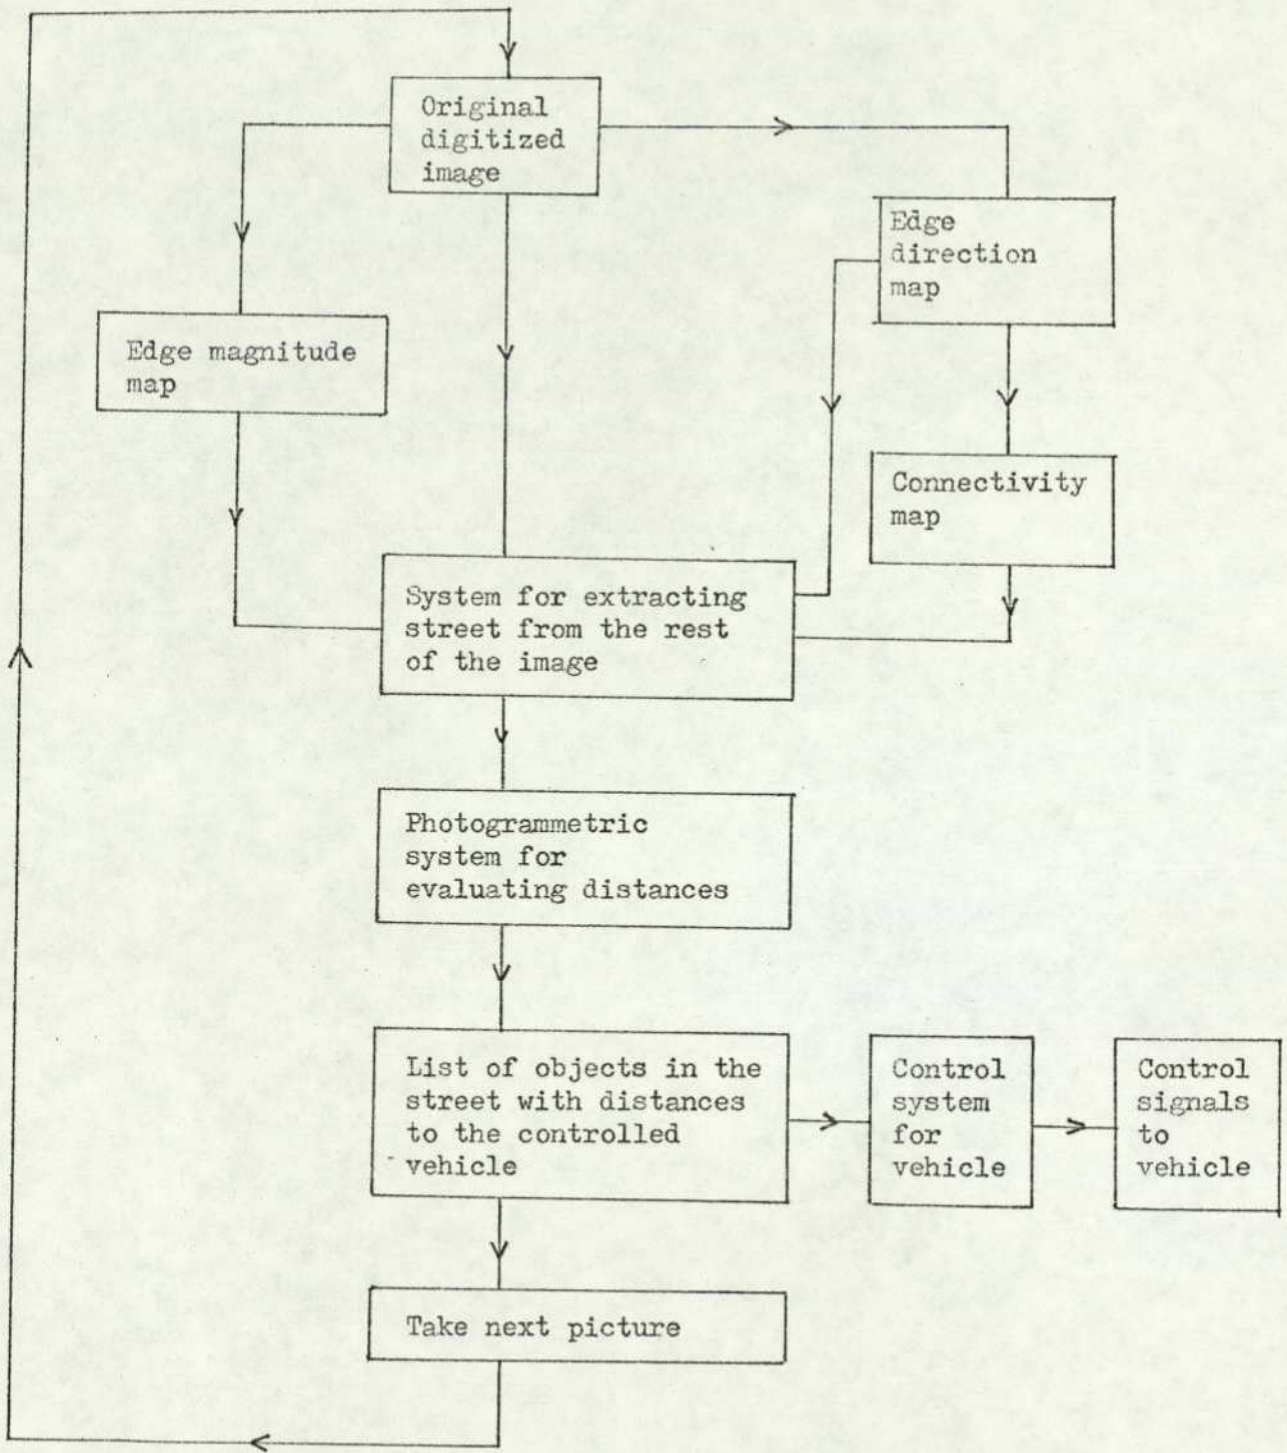 Original
digitized
image
Edge
direction
map
Edge magnitude
map
Connectivity
map
System for extracting
street from the rest
of the image
Photogrammetric
system for
evaluating distances
List of objects in the
street with distances
to the controlled
vehicle
Control
system
for
vehicle
Control
signals
to
vehicle
Take next picture